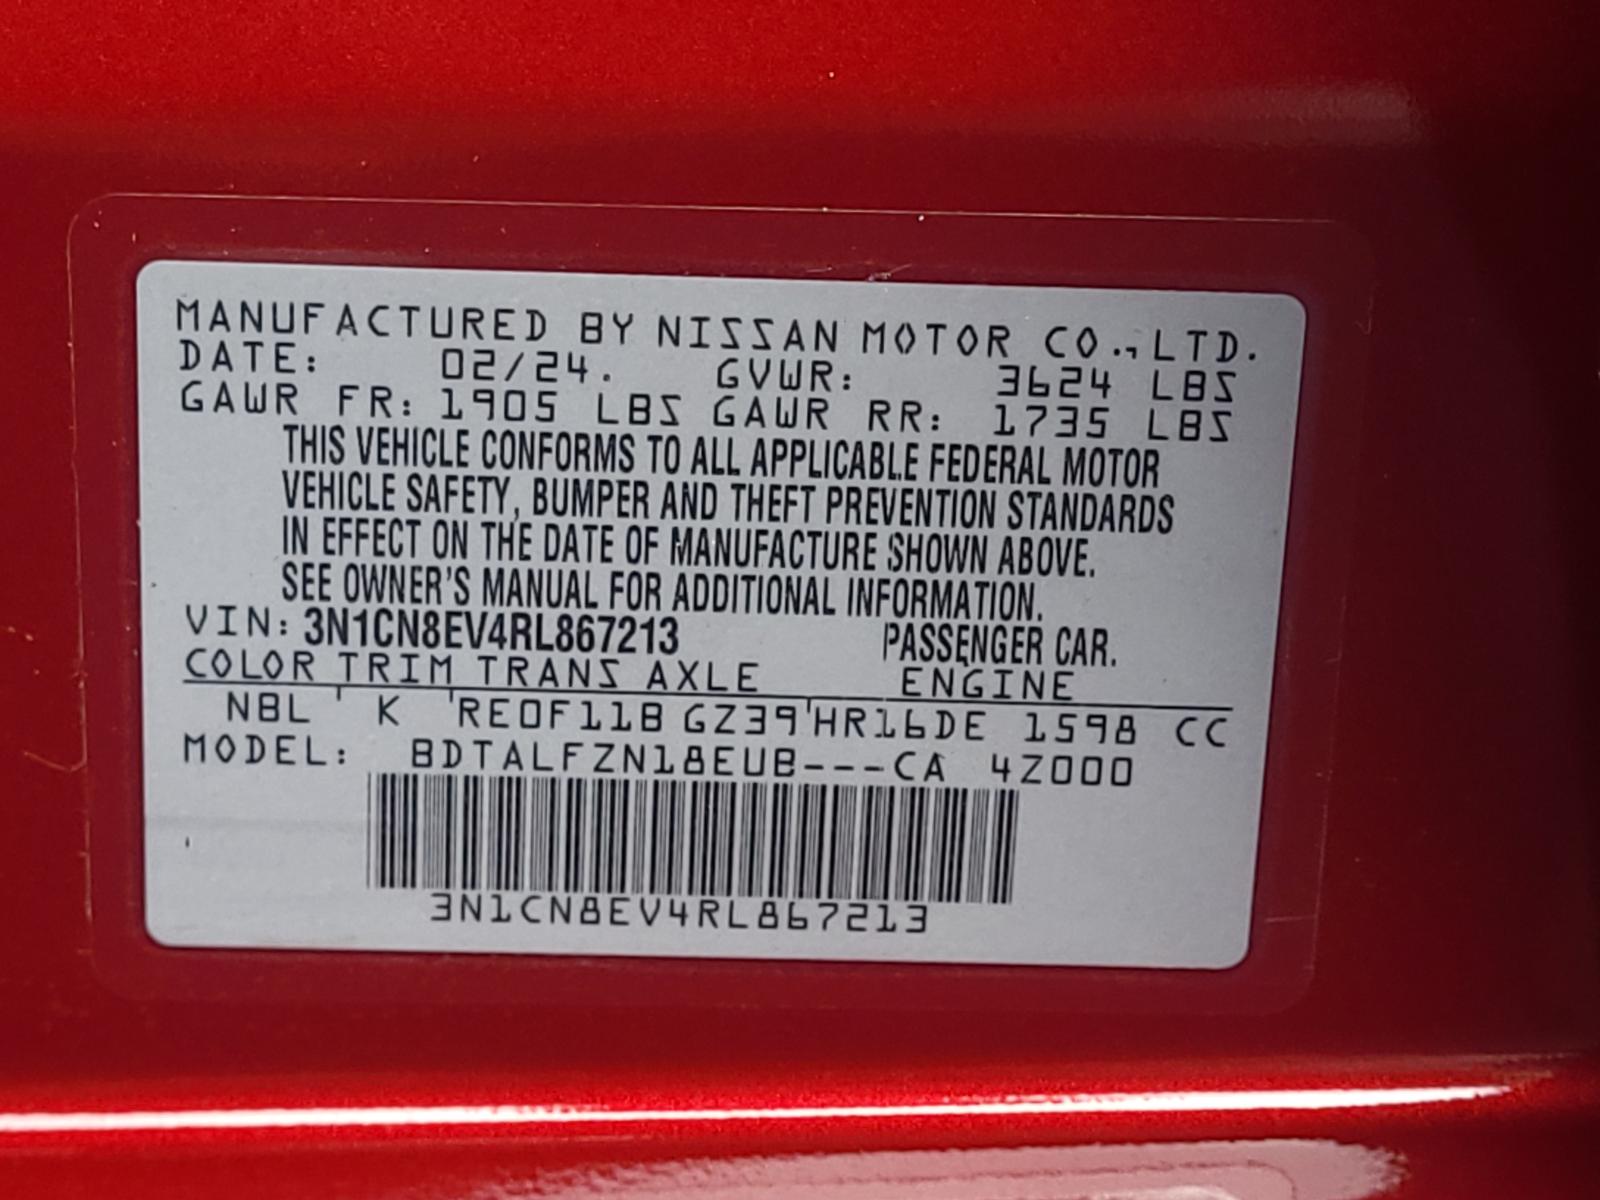 MANUFACTURED BY NISSAN MOTOR CO., LTD.
DATE: 02/24. GVWR: 3624 LBS
GAWR FR: 1905 LBS GAWR RR: 1735 LBS
THIS VEHICLE CONFORMS TO ALL APPLICABLE FEDERAL MOTOR
VEHICLE SAFETY, BUMPER AND THEFT PREVENTION STANDARDS
IN EFFECT ON THE DATE OF MANUFACTURE SHOWN ABOVE.
SEE OWNER'S MANUAL FOR ADDITIONAL INFORMATION.
VIN: 3N1CN8EV4RL867213 PASSENGER CAR.
COLOR TRIM TRANS AXLE ENGINE
NBL K RE0F11B GZ39 HR16DE 1598 CC
MODEL: BDTALFZN18EUB---CA 4Z000
3N1CN8EV4RL867213